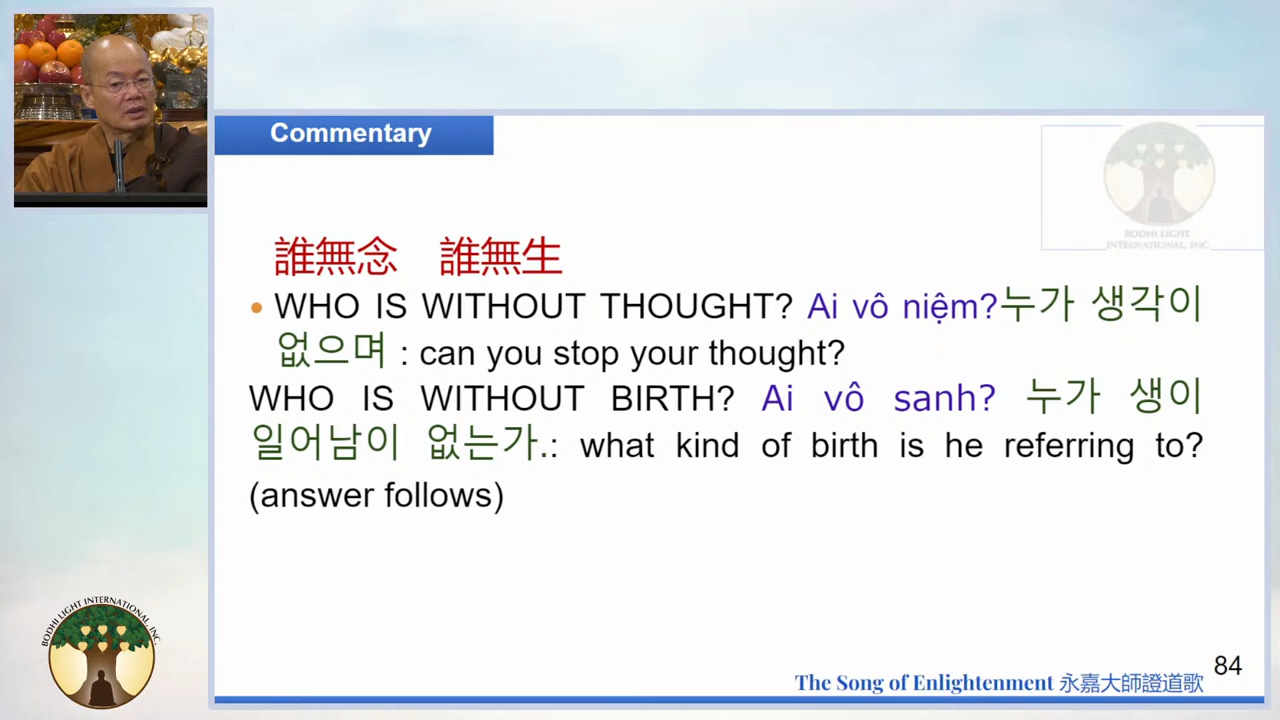 Commentary
BODHI LIGHT
INTERNATIONAL, INC.
誰無念 誰無生
• WHO IS WITHOUT THOUGHT? Ai vô niệm?누가 생각이
없으며 : can you stop your thought?
WHO IS WITHOUT BIRTH? Ai vô sanh? 누가 생이
일어남이 없는가.: what kind of birth is he referring to?
(answer follows)
BODHI LIGHT INTERNATIONAL, INC.
84
The Song of Enlightenment 永嘉大師證道歌